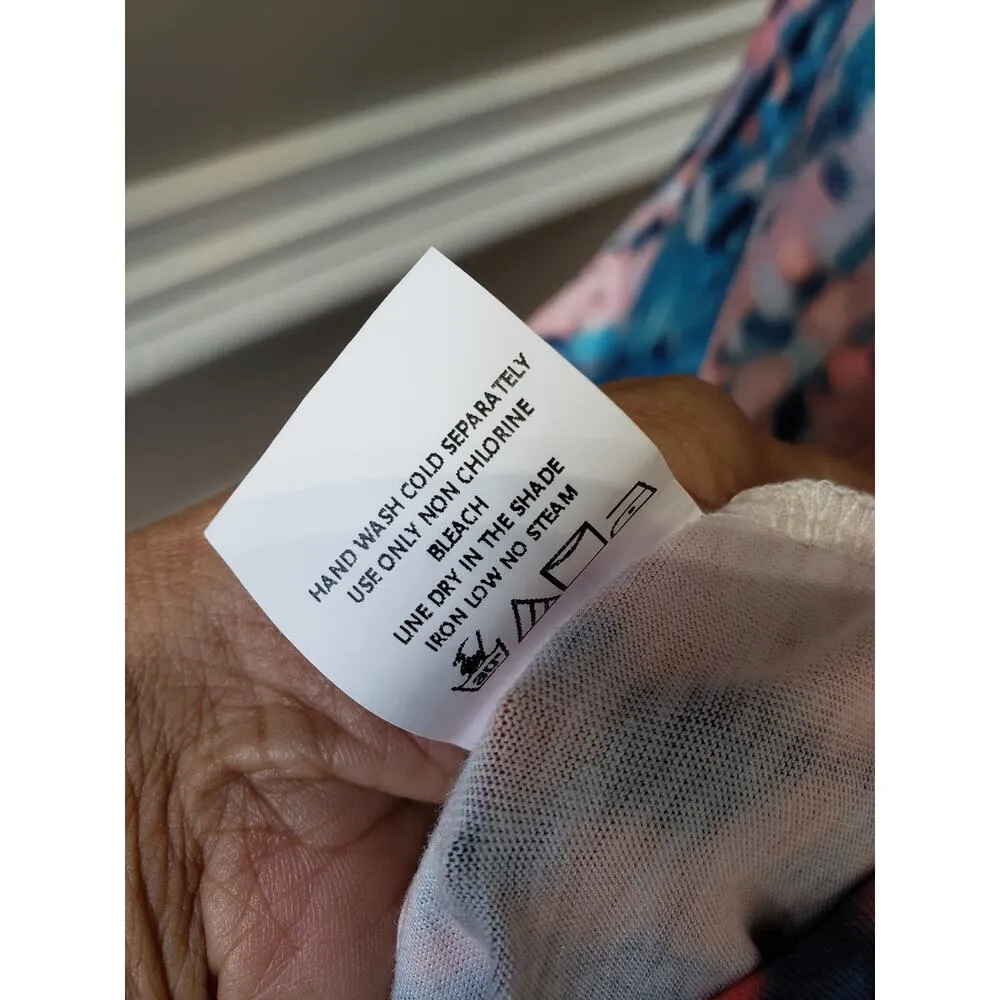 HAND WASH COLD SEPARATELY
USE ONLY NON CHLORINE
BLEACH
LINE DRY IN THE SHADE
IRON LOW NO STEAM